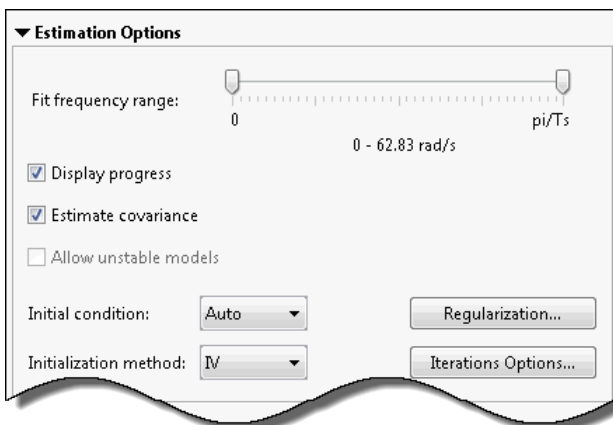 Estimation Options
Fit frequency range:
0 pi/Ts
0 - 62.83 rad/s
Display progress
Estimate covariance
Allow unstable models
Initial condition: Auto Regularization...
Initialization method: IV Iterations Options...